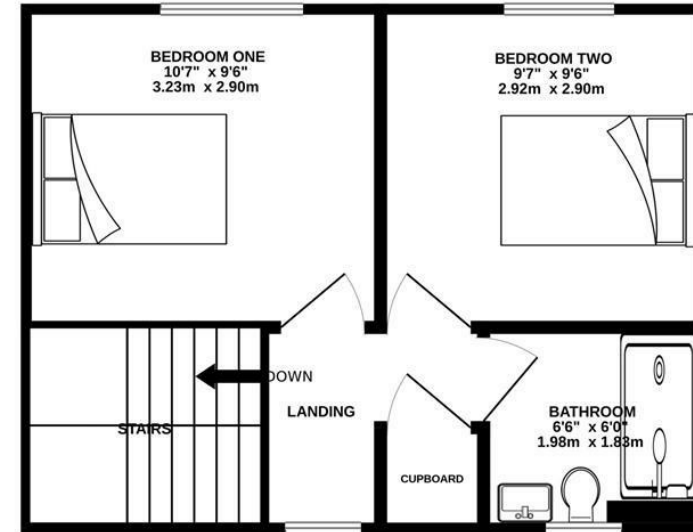 BEDROOM ONE
10'7" x 9'6"
3.23m x 2.90m
BEDROOM TWO
9'7" x 9'6"
2.92m x 2.90m
DOWN
STAIRS
LANDING
BATHROOM
6'6" x 6'0"
1.98m x 1.83m
CUPBOARD